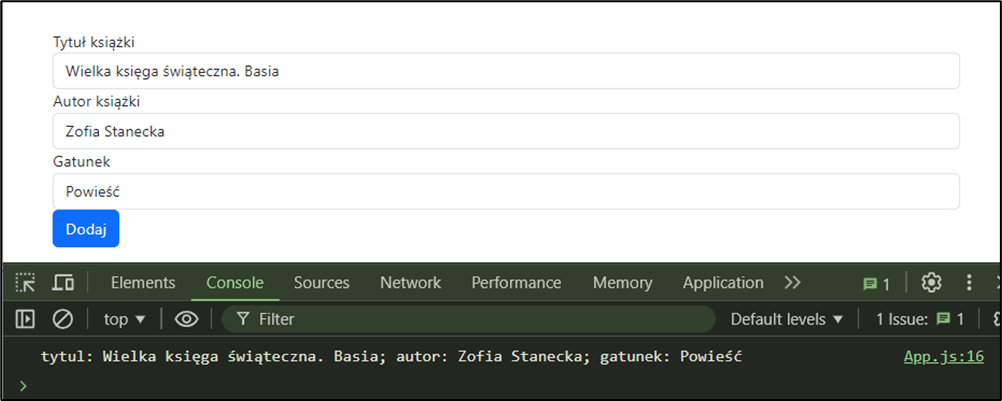 Tytuł książki
Wielka księga świąteczna. Basia
Autor książki
Zofia Stanecka
Gatunek
Powieść
Dodaj
Elements Console Sources Network Performance Memory Application 1
top Filter Default levels 1 Issue: 1
tytul: Wielka księga świąteczna. Basia; autor: Zofia Stanecka; gatunek: Powieść App.js:16